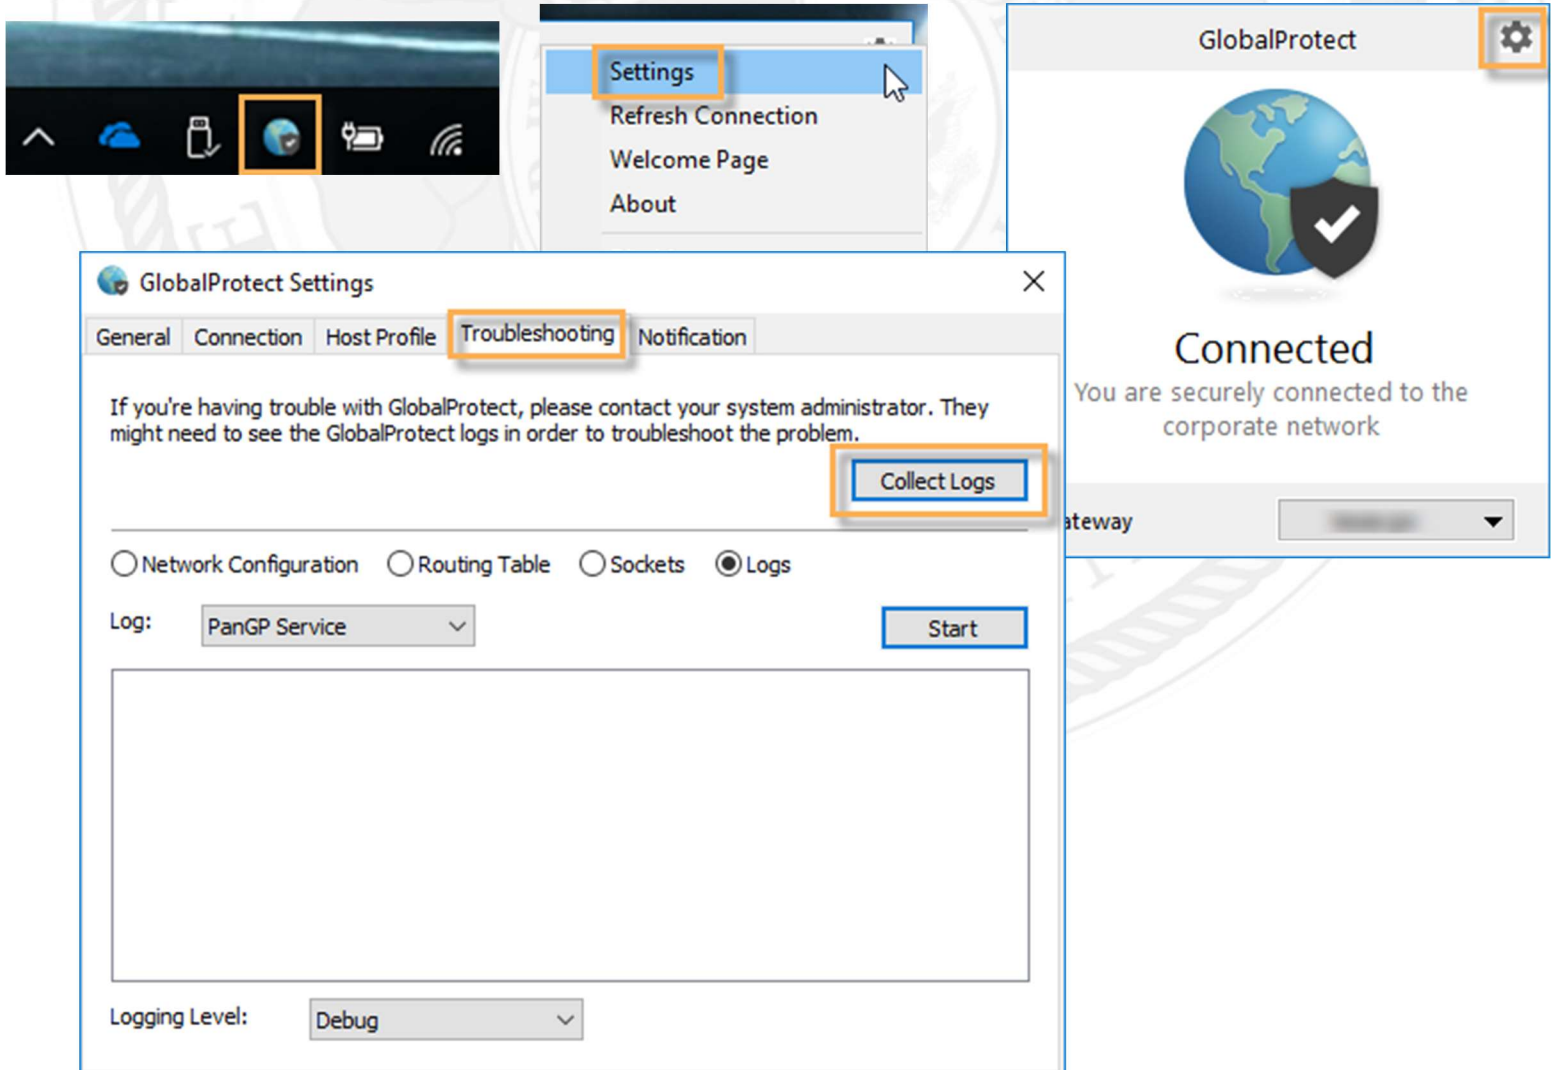 Settings
Refresh Connection
Welcome Page
About
GlobalProtect
Connected
You are securely connected to the
corporate network
ateway
GlobalProtect Settings
General Connection Host Profile Troubleshooting Notification
If you're having trouble with GlobalProtect, please contact your system administrator. They
might need to see the GlobalProtect logs in order to troubleshoot the problem.
Collect Logs
Network Configuration Routing Table Sockets Logs
Log: PanGP Service Start
Logging Level: Debug